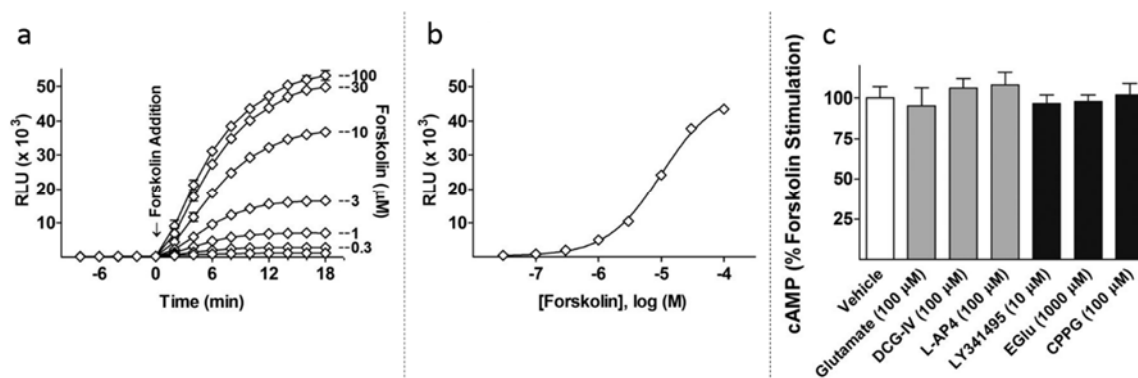 a
RLU (x 10³)
50
40
30
20
10
Forskolin Addition
↓
--100
--30
--10
--3
--1
--0.3
Forskolin (μM)
-6
0
6
12
18
Time (min)
b
RLU (x 10³)
50
40
30
20
10
-7
-6
-5
-4
[Forskolin], log (M)
c
cAMP (% Forskolin Stimulation)
100
75
50
25
Vehicle
Glutamate (100 μM)
DCG-IV (100 μM)
L-AP4 (100 μM)
LY341495 (10 μM)
EGlu (1000 μM)
CPPG (100 μM)